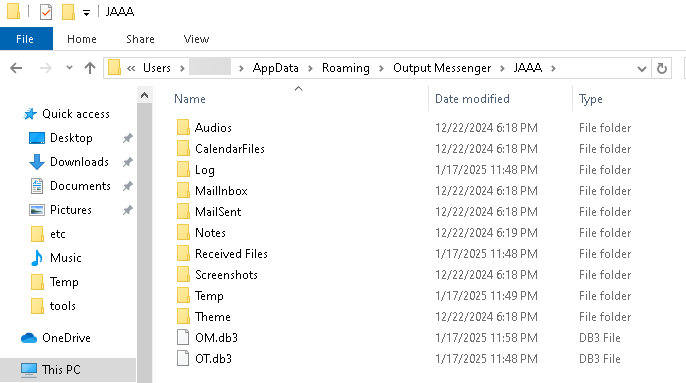 JAAA
File Home Share View
« Users > > AppData > Roaming > Output Messenger > JAAA >
Name Date modified Type
Quick access
Desktop
Downloads
Documents
Pictures
etc
Music
Temp
tools
OneDrive
This PC
Audios 12/22/2024 6:18 PM File folder
CalendarFiles 12/22/2024 6:18 PM File folder
Log 1/17/2025 11:48 PM File folder
MailInbox 12/22/2024 6:18 PM File folder
MailSent 12/22/2024 6:18 PM File folder
Notes 12/22/2024 6:19 PM File folder
Received Files 1/17/2025 11:48 PM File folder
Screenshots 12/22/2024 6:18 PM File folder
Temp 1/17/2025 11:49 PM File folder
Theme 12/22/2024 6:18 PM File folder
OM.db3 1/17/2025 11:58 PM DB3 File
OT.db3 1/17/2025 11:48 PM DB3 File